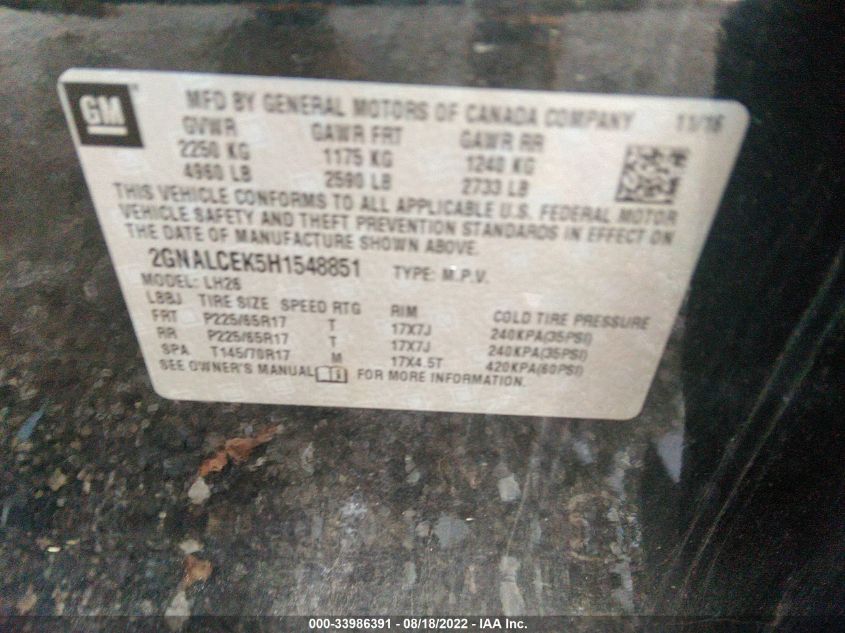 GM
MFD BY GENERAL MOTORS OF CANADA COMPANY 11/16
GVWR GAWR FRT GAWR RR
2250 KG 1175 KG 1240 KG
4960 LB 2590 LB 2733 LB
THIS VEHICLE CONFORMS TO ALL APPLICABLE U.S. FEDERAL MOTOR
VEHICLE SAFETY AND THEFT PREVENTION STANDARDS IN EFFECT ON
THE DATE OF MANUFACTURE SHOWN ABOVE.
2GNALCEK5H1548851 TYPE: M.P.V.
MODEL: LH26
LBBJ TIRE SIZE SPEED RTG RIM COLD TIRE PRESSURE
FRT P225/65R17 T 17X7J 240KPA(35PSI)
RR P225/65R17 T 17X7J 240KPA(35PSI)
SPA T145/70R17 M 17X4.5T 420KPA(60PSI)
SEE OWNER'S MANUAL FOR MORE INFORMATION.
000-33986391 - 08/18/2022 - IAA Inc.